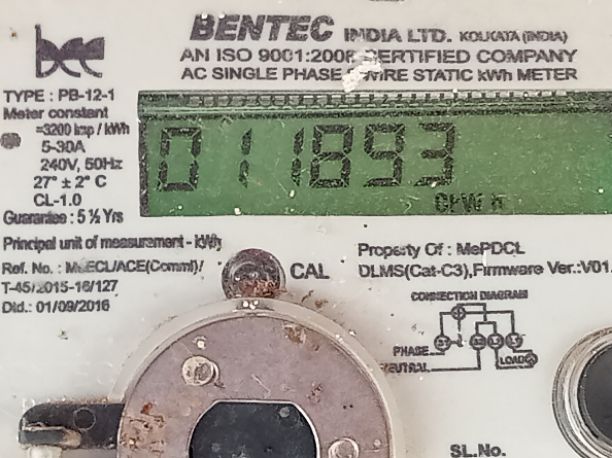 BENTEC INDIA LTD. KOLKATA (INDIA)
AN ISO 9001:2008 CERTIFIED COMPANY
AC SINGLE PHASE WIRE STATIC kWh METER
bec
TYPE : PB-12-1
Meter constant
=3200 Imp / kWh
5-30A
240V, 50Hz
27° ± 2° C
CL-1.0
Guarantee : 5 ½ Yrs
011893
kW h
Principal unit of measurement - kWh
Ref. No. : MeECL/ACE(Comml)/
T-45/2015-16/127
Dtd.: 01/09/2016
CAL
Property Of : MePDCL
DLMS(Cat-C3),Firmware Ver.:V01.
CONNECTION DIAGRAM
PHASE
NEUTRAL
LOAD
SL.No.